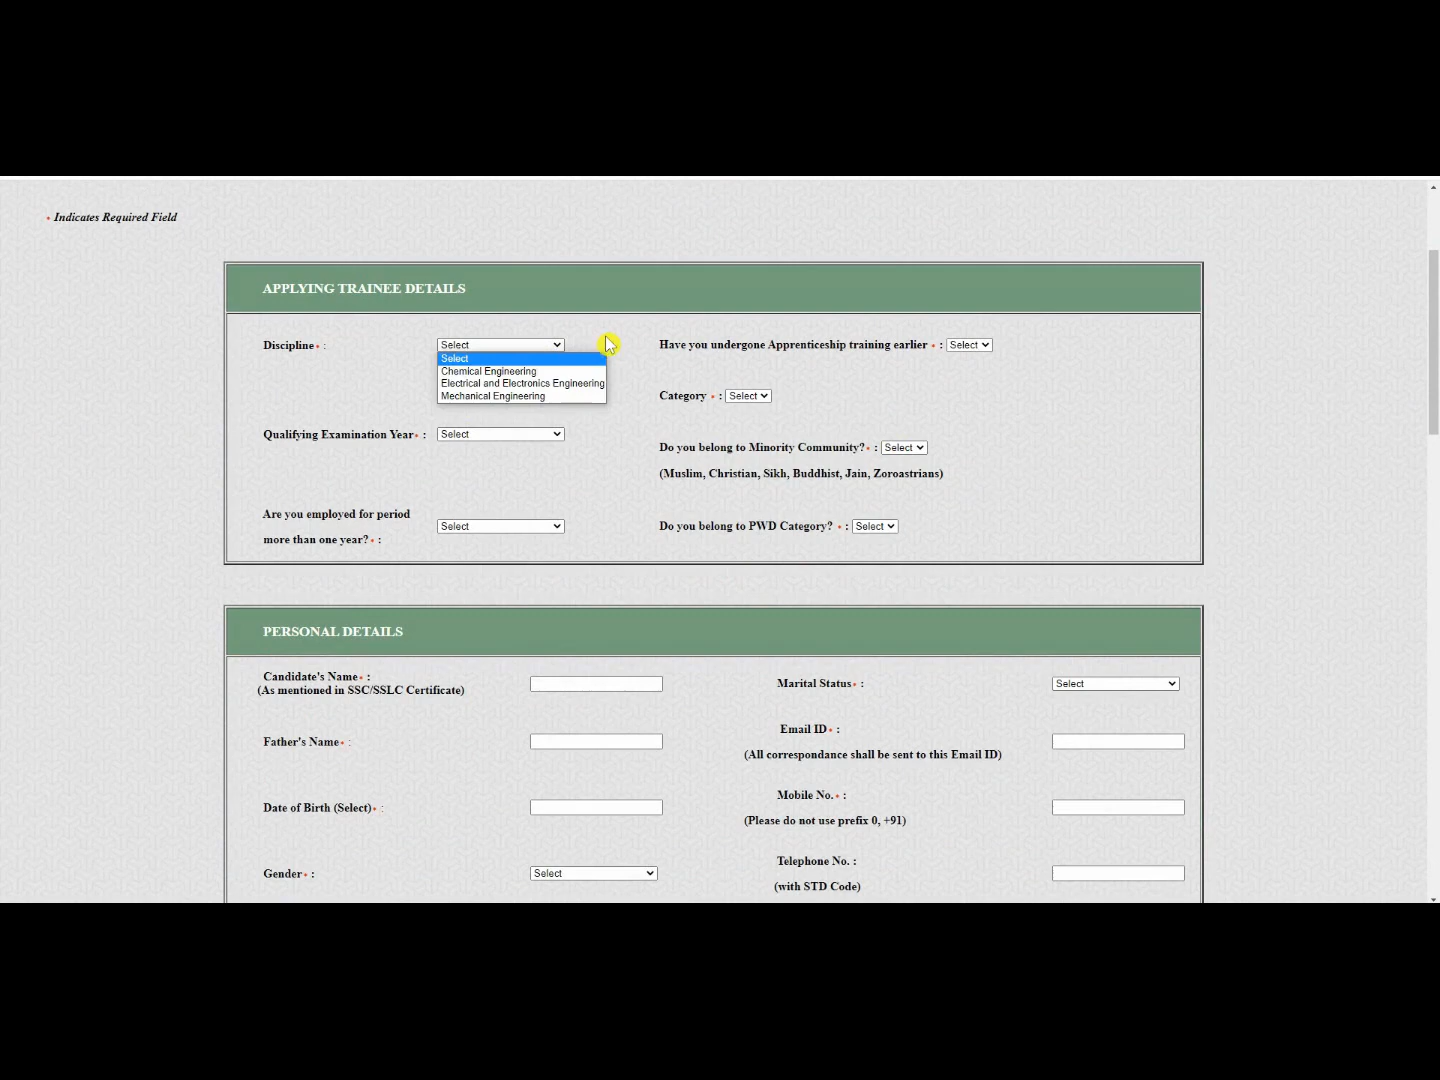 • Indicates Required Field
APPLYING TRAINEE DETAILS
Discipline• :
Select
Select
Chemical Engineering
Electrical and Electronics Engineering
Mechanical Engineering
Have you undergone Apprenticeship training earlier • : Select
Category • : Select
Qualifying Examination Year• : Select
Do you belong to Minority Community?• : Select
(Muslim, Christian, Sikh, Buddhist, Jain, Zoroastrians)
Are you employed for period
more than one year?• :
Select
Do you belong to PWD Category? • : Select
PERSONAL DETAILS
Candidate's Name• :
(As mentioned in SSC/SSLC Certificate)
Marital Status• : Select
Father's Name• :
Email ID• :
(All correspondance shall be sent to this Email ID)
Date of Birth (Select)• :
Mobile No.• :
(Please do not use prefix 0, +91)
Gender• : Select
Telephone No. :
(with STD Code)